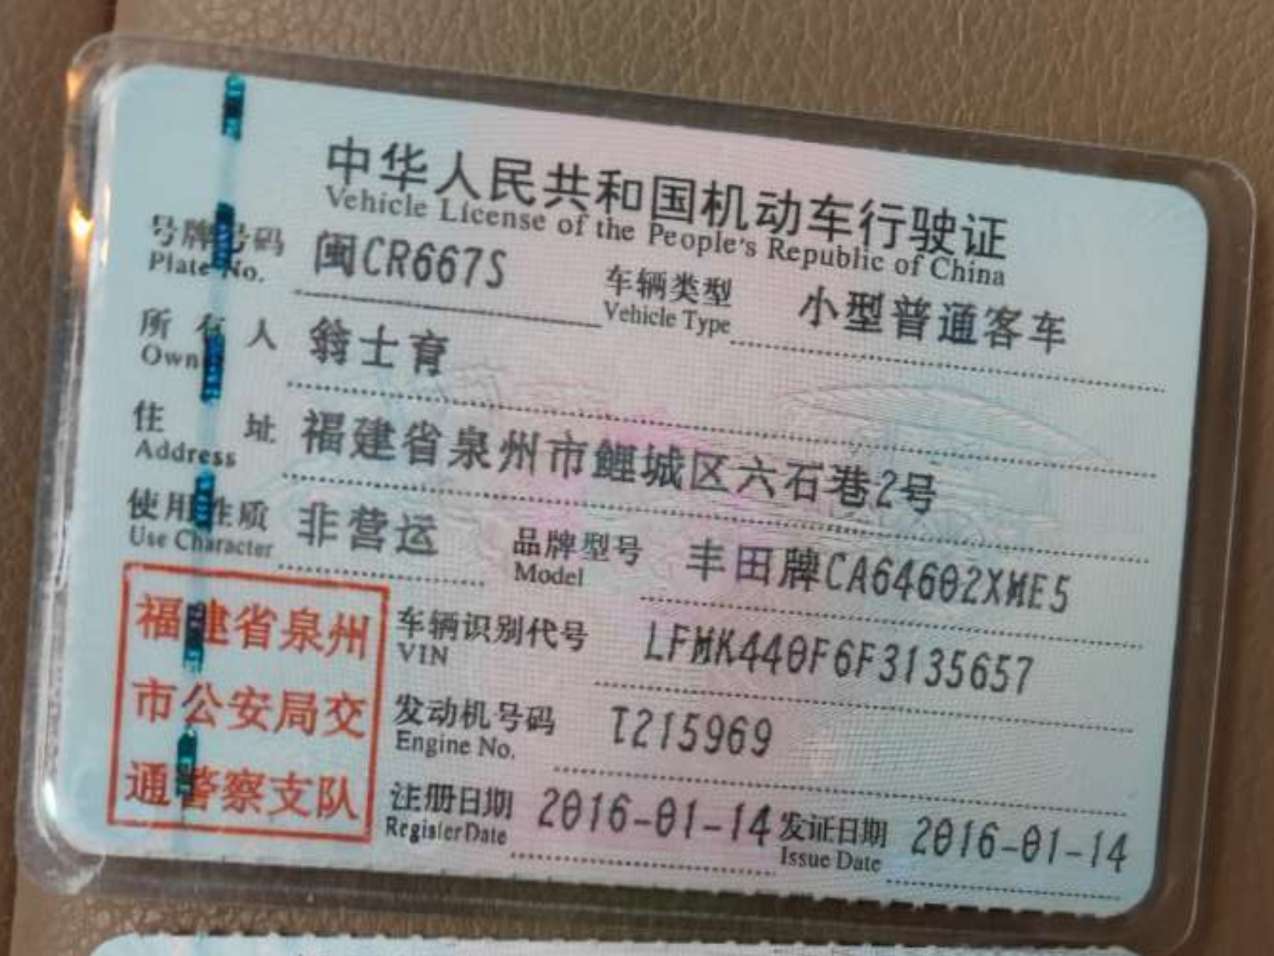 中华人民共和国机动车行驶证
Vehicle License of the People's Republic of China
号牌号码 闽CR667S 车辆类型 小型普通客车
Plate No. Vehicle Type
所有人 翁士育
Own
住址 福建省泉州市鲤城区六石巷2号
Address
使用性质 非营运 品牌型号 丰田牌CA64602XME5
Use Character Model
福建省泉州
市公安局交
通警察支队
车辆识别代号 LFMK440F6F3135657
VIN
发动机号码 T215969
Engine No.
注册日期 2016-01-14 发证日期 2016-01-14
Register Date Issue Date